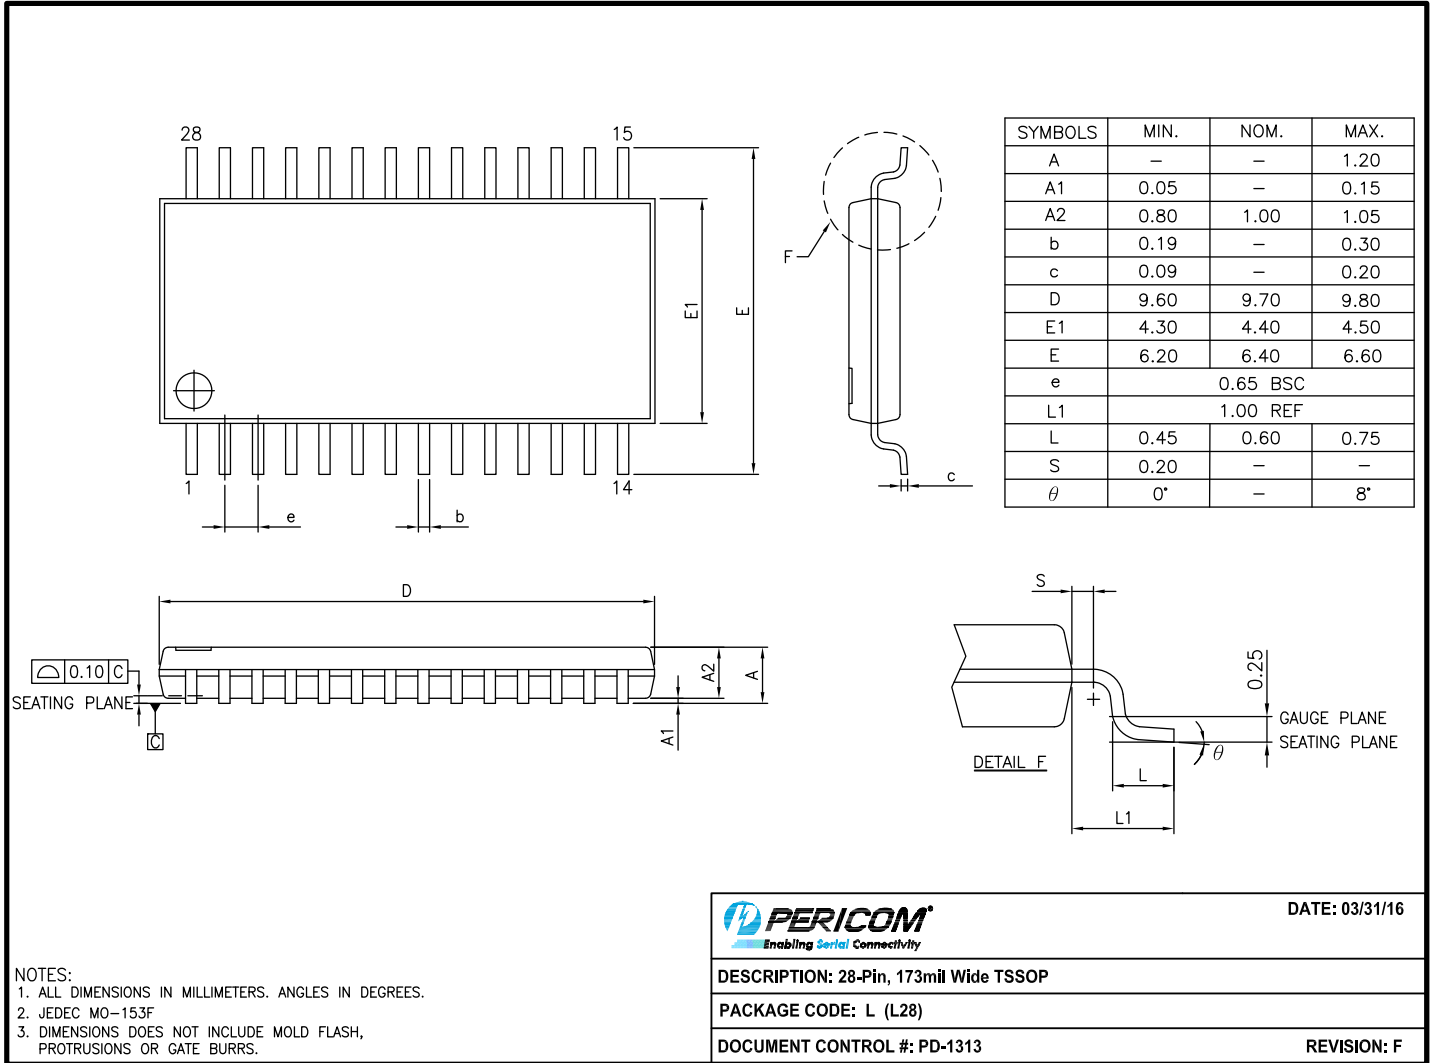 28 15
SYMBOLS MIN. NOM. MAX.
A – – 1.20
A1 0.05 – 0.15
A2 0.80 1.00 1.05
b 0.19 – 0.30
c 0.09 – 0.20
D 9.60 9.70 9.80
E1 4.30 4.40 4.50
E 6.20 6.40 6.60
e 0.65 BSC
L1 1.00 REF
L 0.45 0.60 0.75
S 0.20 – –
θ 0° – 8°
F
E1
E
1 14
c
e
b
D
S
0.10 C
SEATING PLANE
C
A2
A
A1
0.25
GAUGE PLANE
SEATING PLANE
θ
DETAIL F
L
L1
PERICOM®
Enabling Serial Connectivity
DATE: 03/31/16
DESCRIPTION: 28-Pin, 173mil Wide TSSOP
PACKAGE CODE: L (L28)
DOCUMENT CONTROL #: PD-1313 REVISION: F
NOTES:
1. ALL DIMENSIONS IN MILLIMETERS. ANGLES IN DEGREES.
2. JEDEC MO–153F
3. DIMENSIONS DOES NOT INCLUDE MOLD FLASH,
PROTRUSIONS OR GATE BURRS.